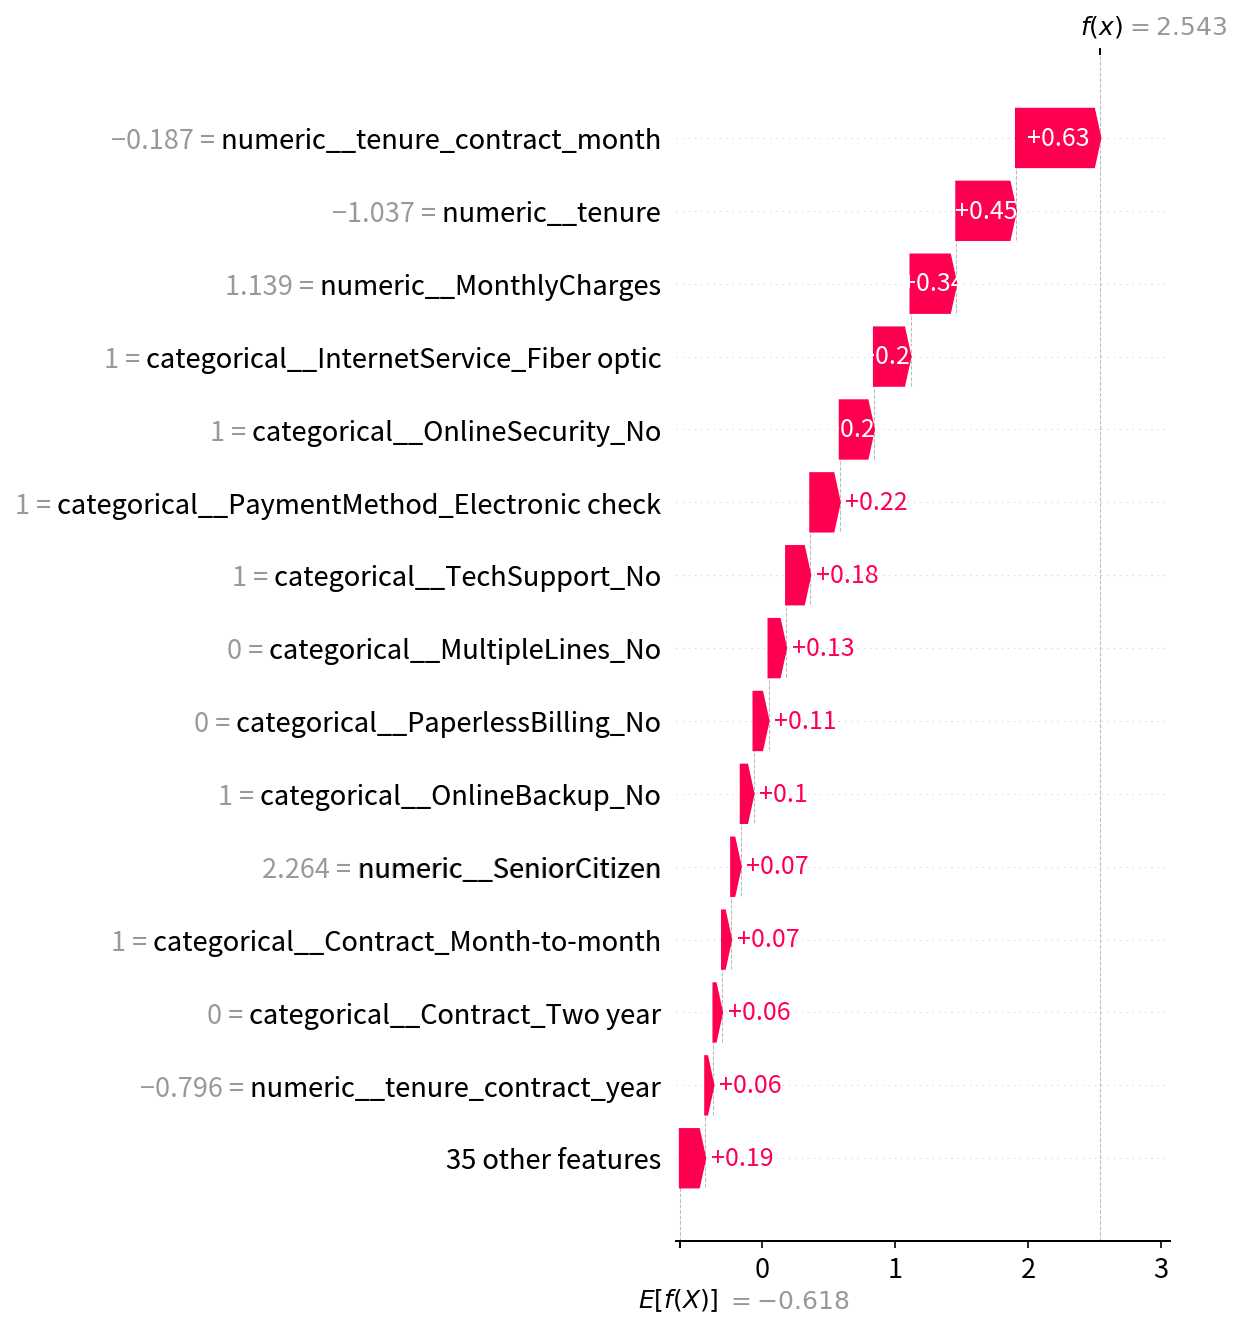 f(x) = 2.543
−0.187 = numeric__tenure_contract_month +0.63
−1.037 = numeric__tenure +0.45
1.139 = numeric__MonthlyCharges
1 = categorical__InternetService_Fiber optic
1 = categorical__OnlineSecurity_No
1 = categorical__PaymentMethod_Electronic check +0.22
1 = categorical__TechSupport_No +0.18
0 = categorical__MultipleLines_No +0.13
0 = categorical__PaperlessBilling_No +0.11
1 = categorical__OnlineBackup_No +0.1
2.264 = numeric__SeniorCitizen +0.07
1 = categorical__Contract_Month-to-month +0.07
0 = categorical__Contract_Two year +0.06
−0.796 = numeric__tenure_contract_year +0.06
35 other features +0.19
0 1 2 3
E[f(X)] = −0.618